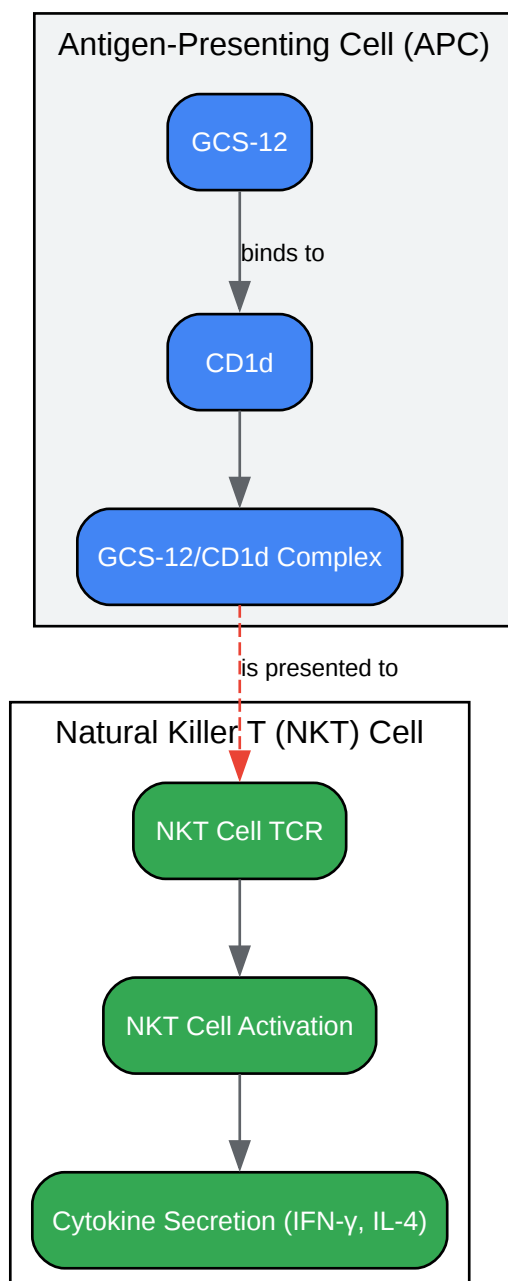 Antigen-Presenting Cell (APC)
GCS-12
binds to
CD1d
GCS-12/CD1d Complex
is presented to
Natural Killer T (NKT) Cell
NKT Cell TCR
NKT Cell Activation
Cytokine Secretion (IFN-γ, IL-4)